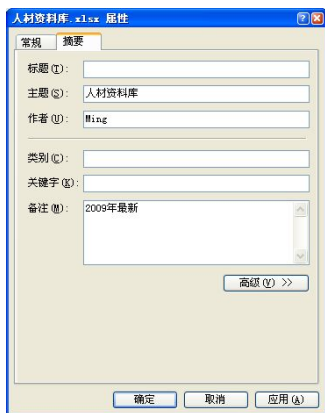 人材资料库.xlsx 属性
常规 摘要
标题(T):
主题(S): 人材资料库
作者(U): Ming
类别(C):
关键字(K):
备注(M): 2009年最新
高级(V) >>
确定 取消 应用(A)